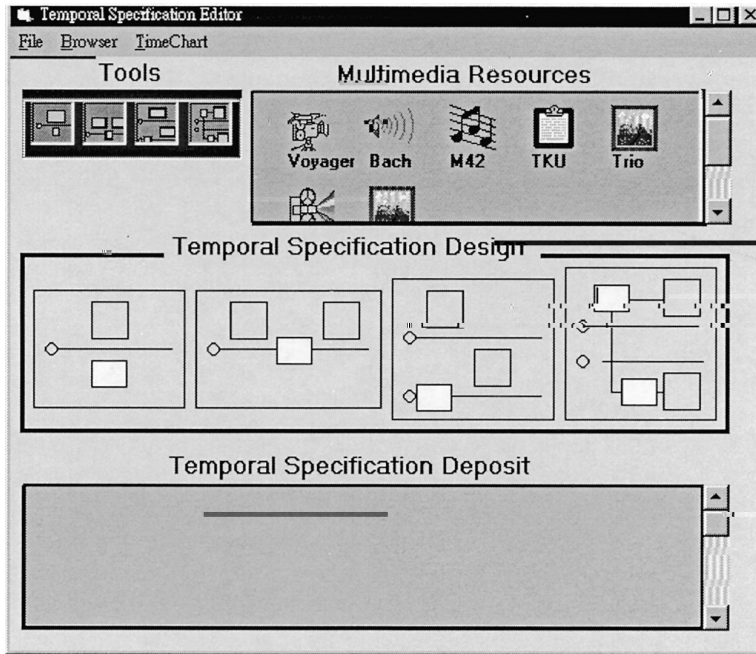 Temporal Specification Editor
File Browser TimeChart
Tools
Multimedia Resources
Voyager Bach M42 TKU Trio
Temporal Specification Design
Temporal Specification Deposit